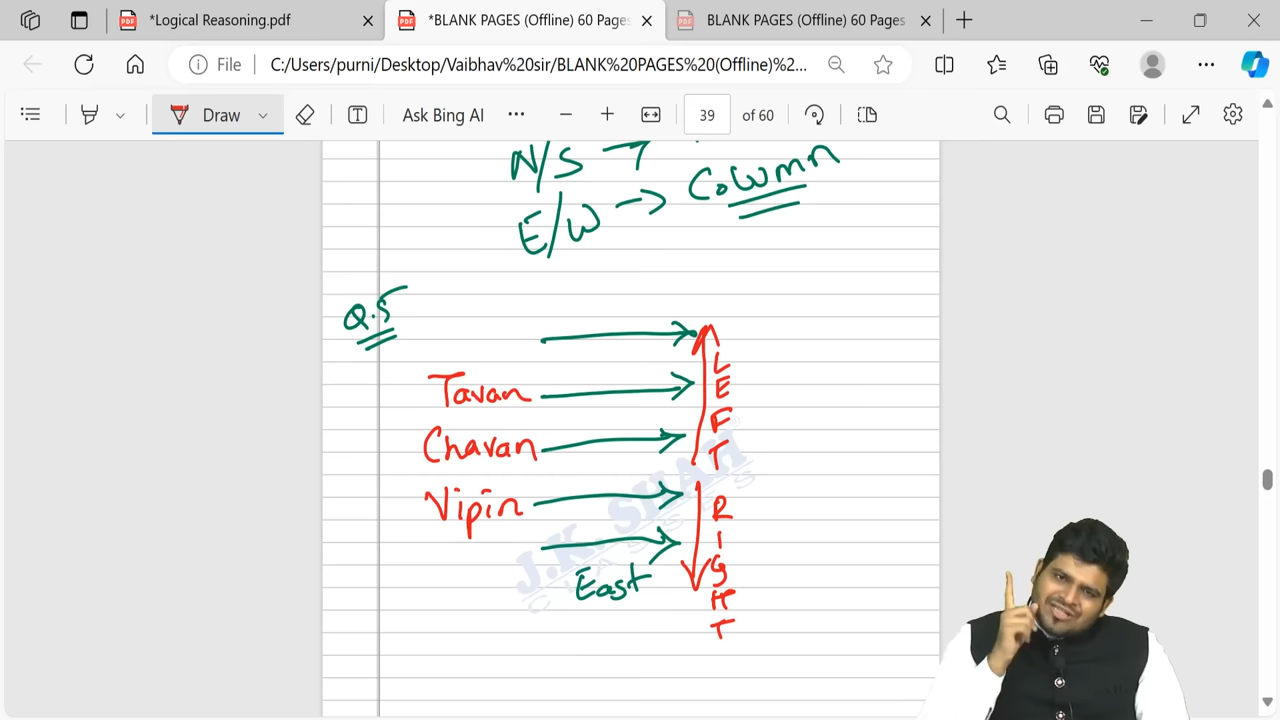 *Logical Reasoning.pdf
*BLANK PAGES (Offline) 60 Pages
BLANK PAGES (Offline) 60 Pages
File
C:/Users/purni/Desktop/Vaibhav%20sir/BLANK%20PAGES%20(Offline)%2...
Draw
Ask Bing AI
39
of 60
N/S →
E/W → Column
Q.5
Tavan
Chavan
Vipin
East
LEFT
RIGHT
J.K. SHAH
CLASSES